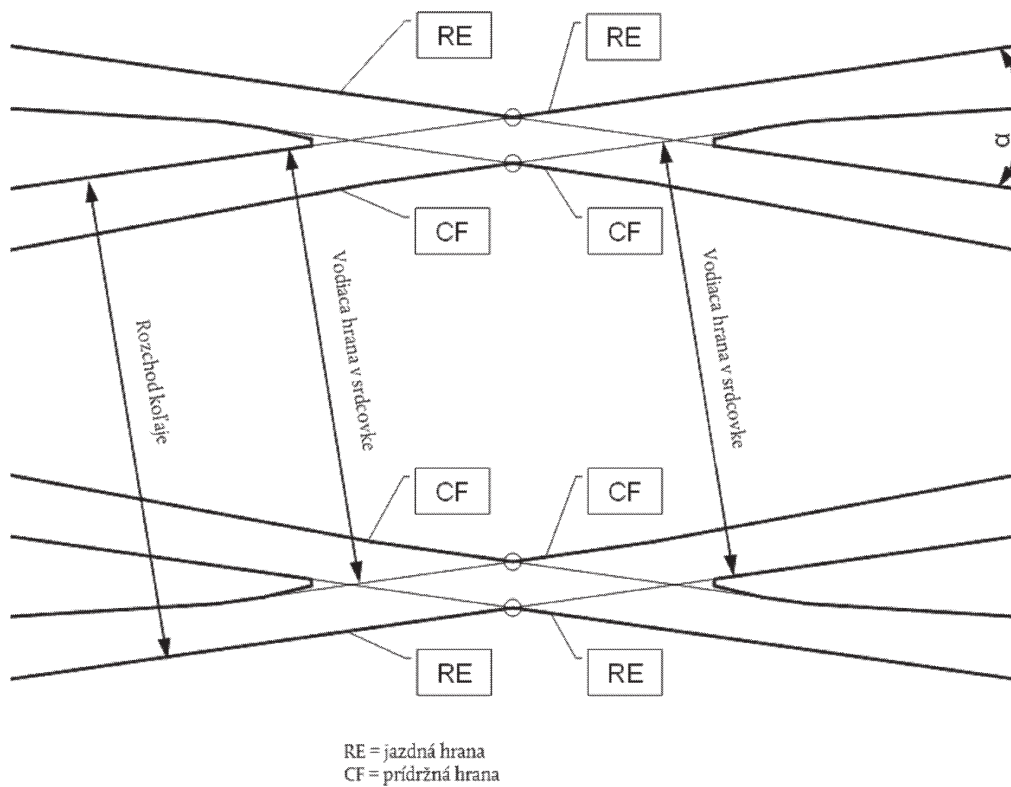 RE
RE
α
CF
CF
Rozchod koľaje
Vodiaca hrana v srdcovke
Vodiaca hrana v srdcovke
CF
CF
RE
RE
RE = jazdná hrana
CF = prídržná hrana